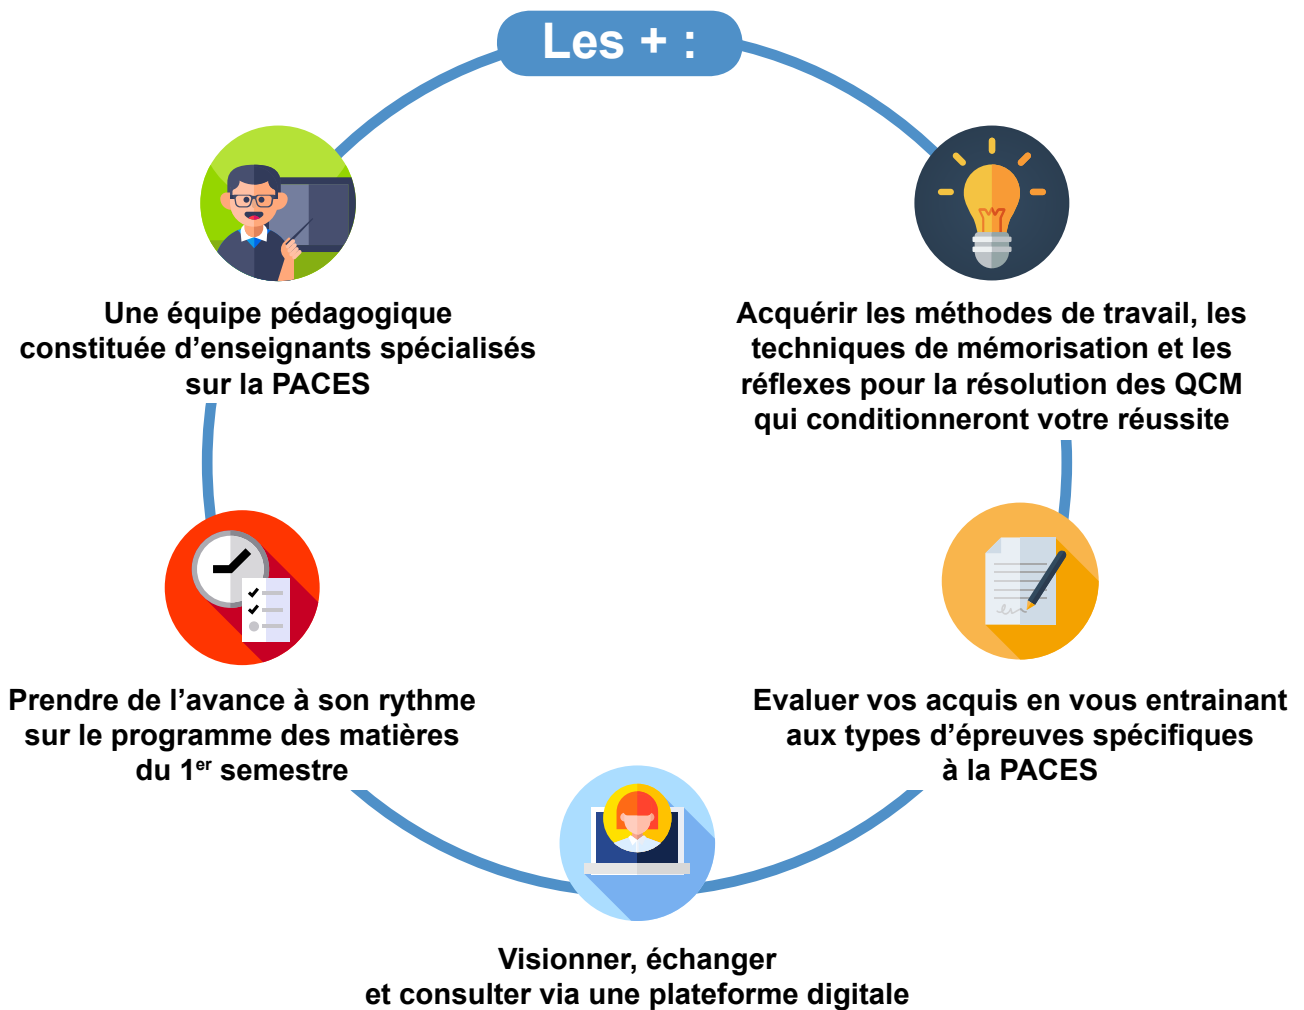 Les + :
Une équipe pédagogique
constituée d’enseignants spécialisés
sur la PACES
Acquérir les méthodes de travail, les
techniques de mémorisation et les
réflexes pour la résolution des QCM
qui conditionneront votre réussite
Prendre de l’avance à son rythme
sur le programme des matières
du 1er semestre
Evaluer vos acquis en vous entrainant
aux types d’épreuves spécifiques
à la PACES
Visionner, échanger
et consulter via une plateforme digitale